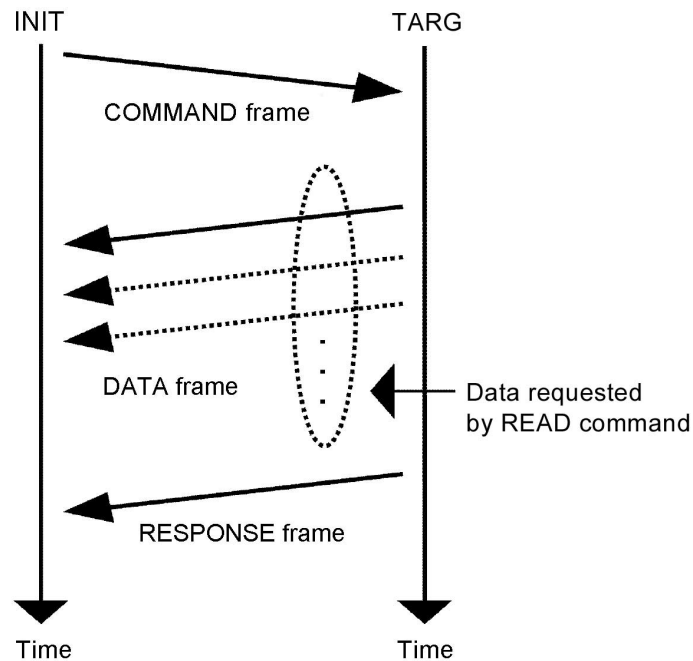 INIT
TARG
COMMAND frame
DATA frame
Data requested
by READ command
RESPONSE frame
Time
Time